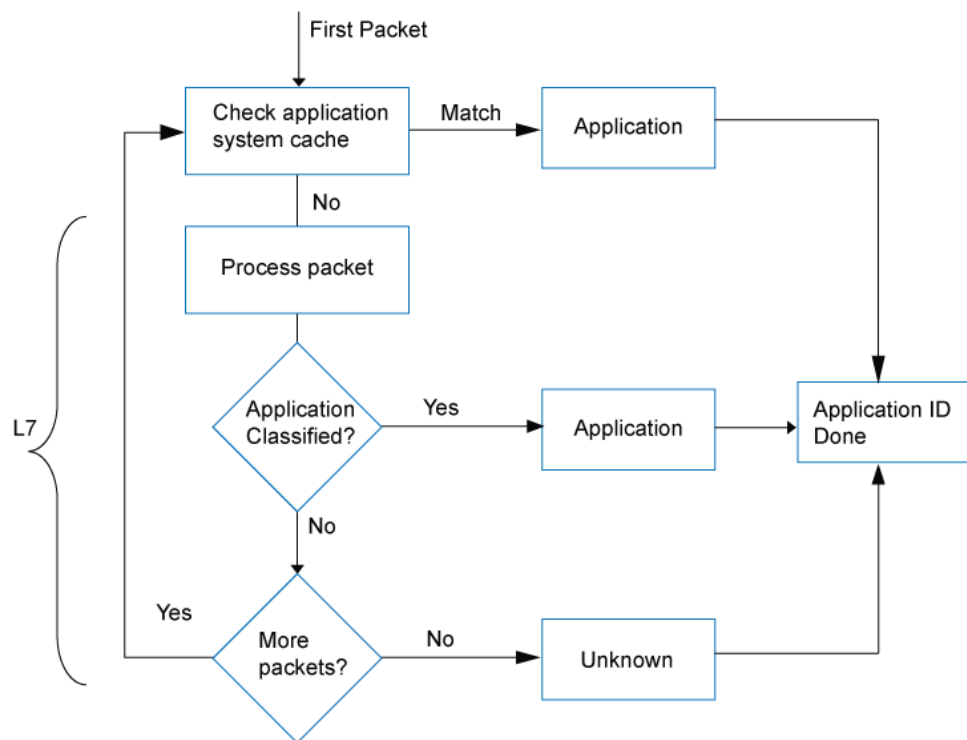 First Packet
Check application
system cache
Match
Application
No
Process packet
L7
Application
Classified?
Yes
Application
Application ID
Done
No
Yes
More
packets?
No
Unknown